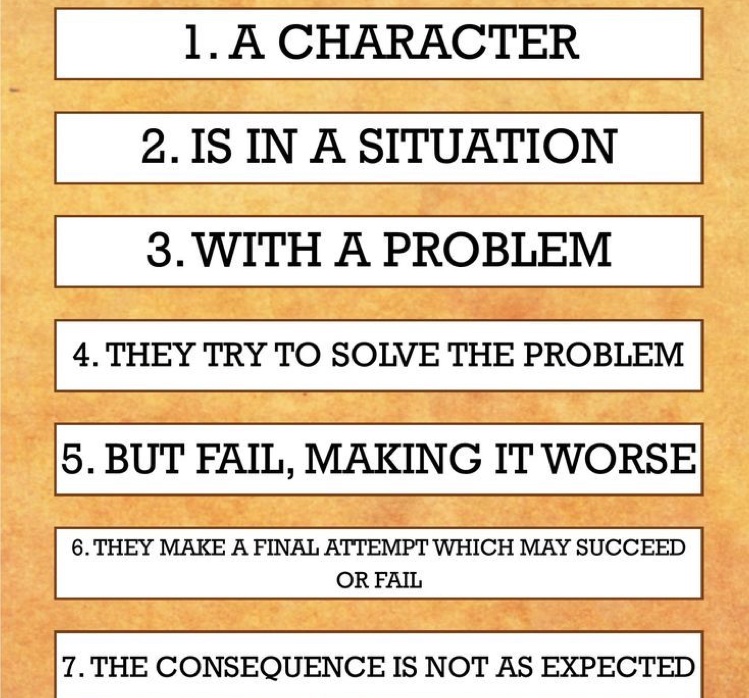 1. A CHARACTER
2. IS IN A SITUATION
3. WITH A PROBLEM
4. THEY TRY TO SOLVE THE PROBLEM
5. BUT FAIL, MAKING IT WORSE
6. THEY MAKE A FINAL ATTEMPT WHICH MAY SUCCEED
OR FAIL
7. THE CONSEQUENCE IS NOT AS EXPECTED